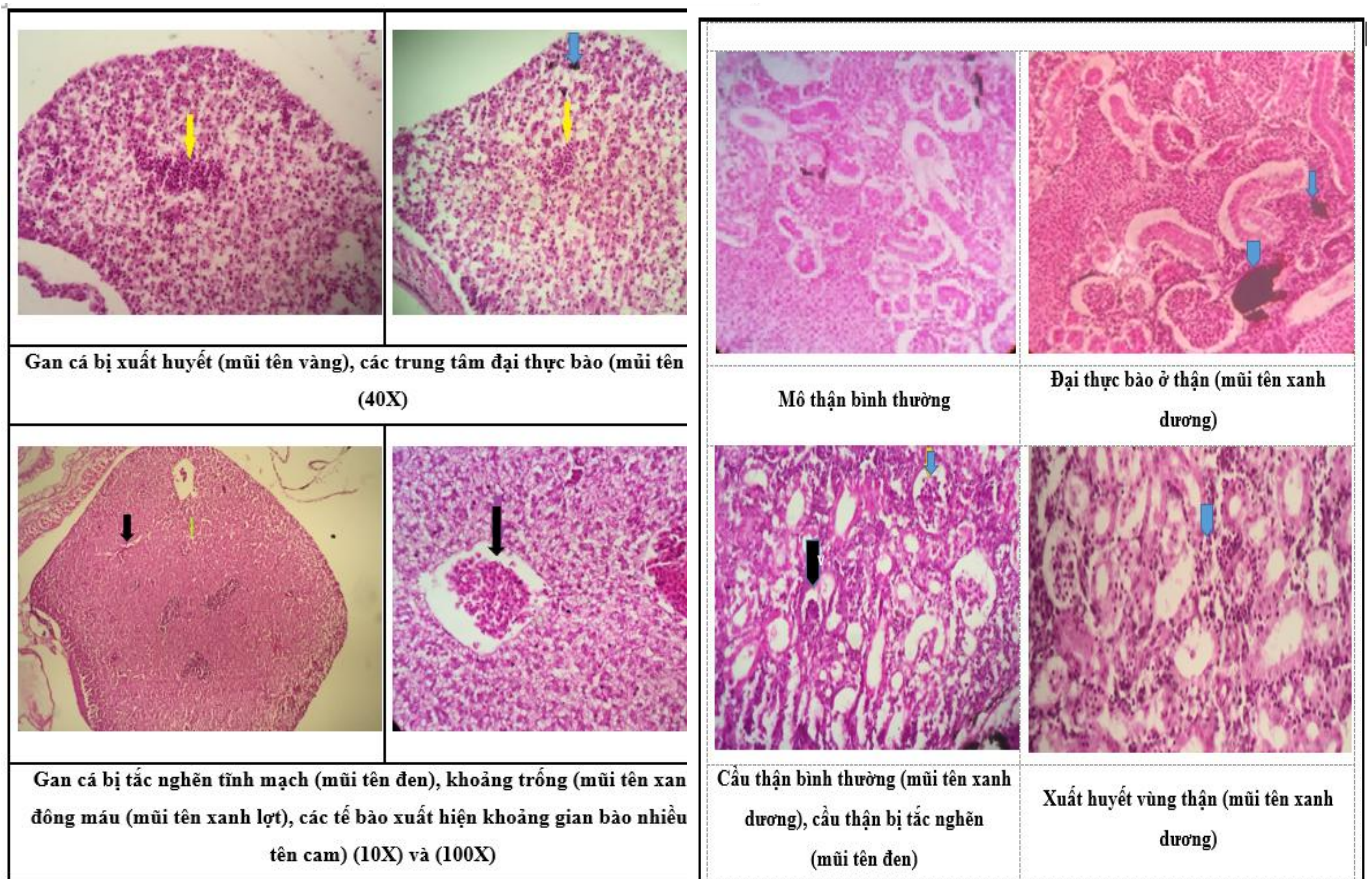 Gan cá bị xuất huyết (mũi tên vàng), các trung tâm đại thực bào (mủi tên
(40X)
Gan cá bị tắc nghẽn tĩnh mạch (mũi tên đen), khoảng trống (mũi tên xan
đông máu (mũi tên xanh lợt), các tế bào xuất hiện khoảng gian bào nhiều
tên cam) (10X) và (100X)
Mô thận bình thường
Đại thực bào ở thận (mũi tên xanh
dương)
Cầu thận bình thường (mũi tên xanh
dương), cầu thận bị tắc nghẽn
(mũi tên đen)
Xuất huyết vùng thận (mũi tên xanh
dương)